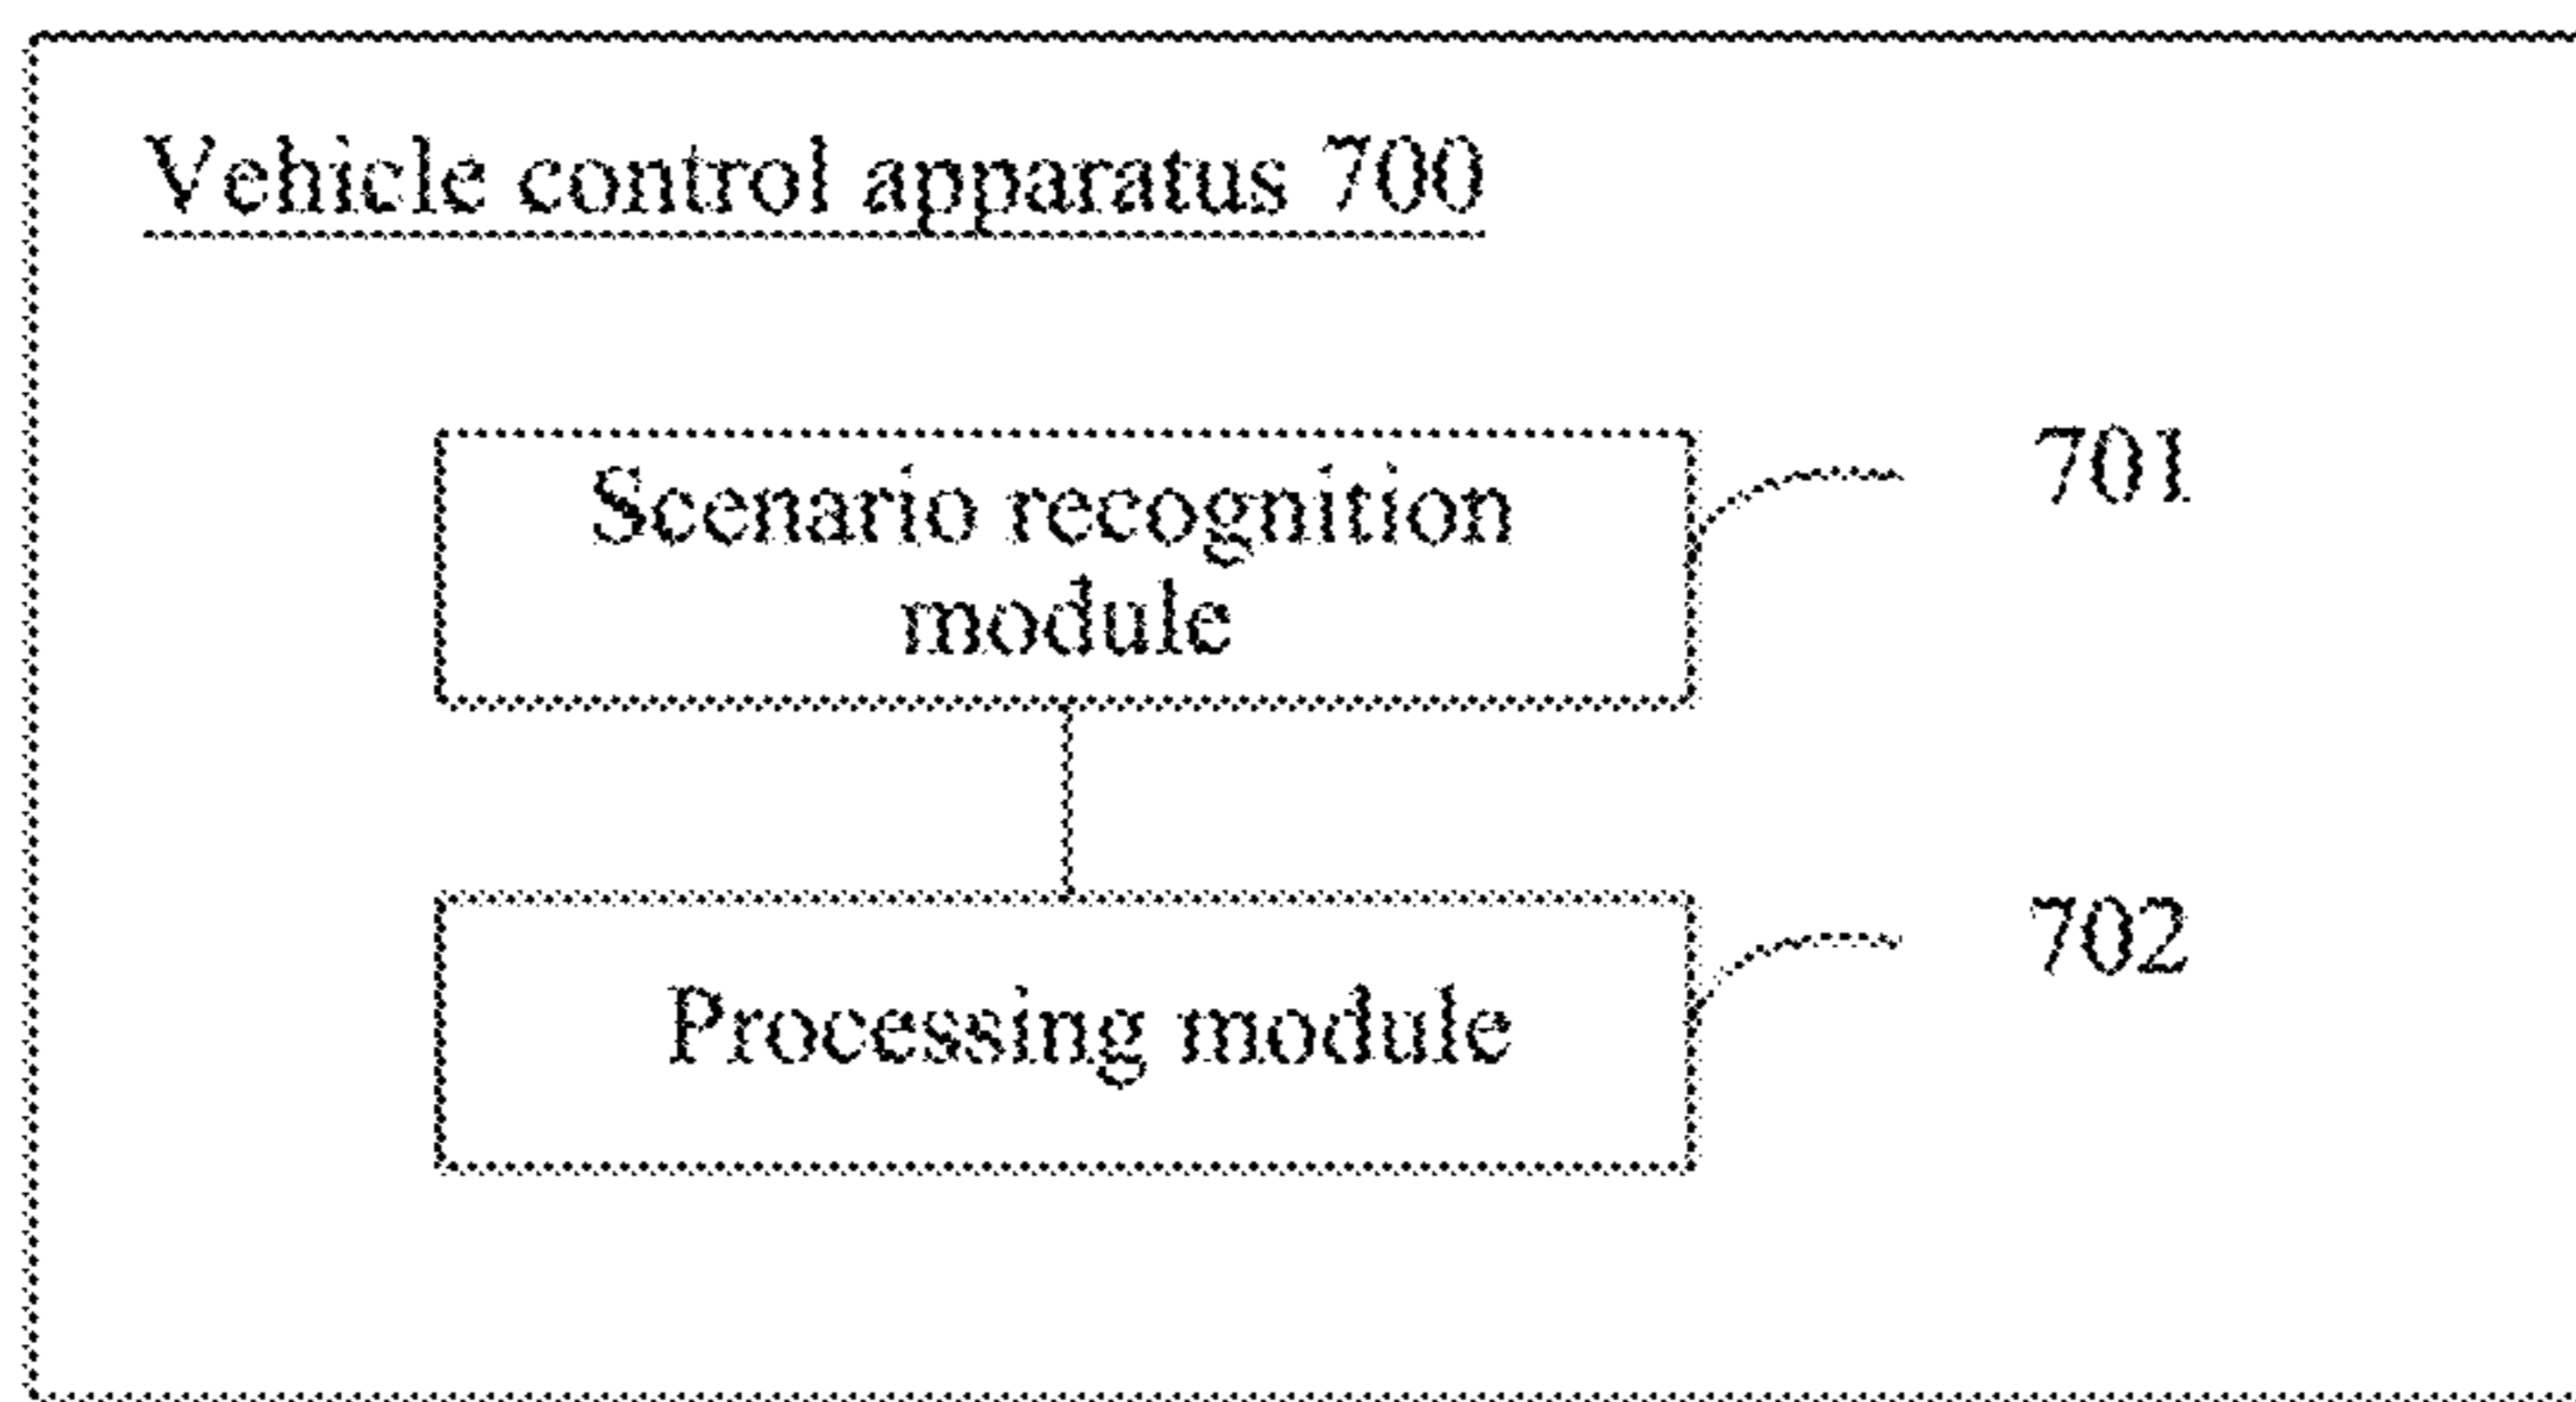 Vehicle control apparatus 700
Scenario recognition
module
701
Processing module
702